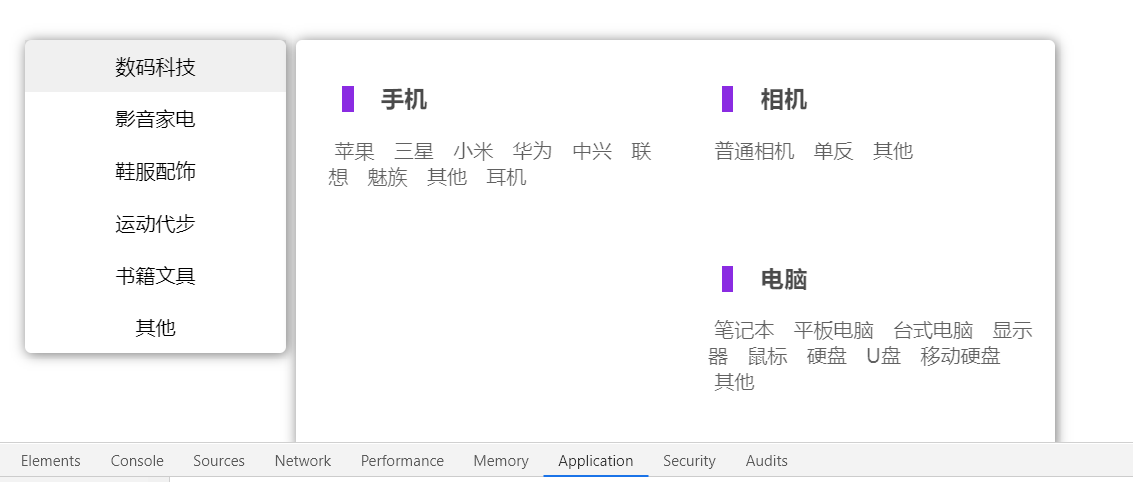 数码科技
影音家电
鞋服配饰
运动代步
书籍文具
其他
手机
苹果 三星 小米 华为 中兴 联
想 魅族 其他 耳机
相机
普通相机 单反 其他
电脑
笔记本 平板电脑 台式电脑 显示
器 鼠标 硬盘 U盘 移动硬盘
其他
Elements Console Sources Network Performance Memory Application Security Audits